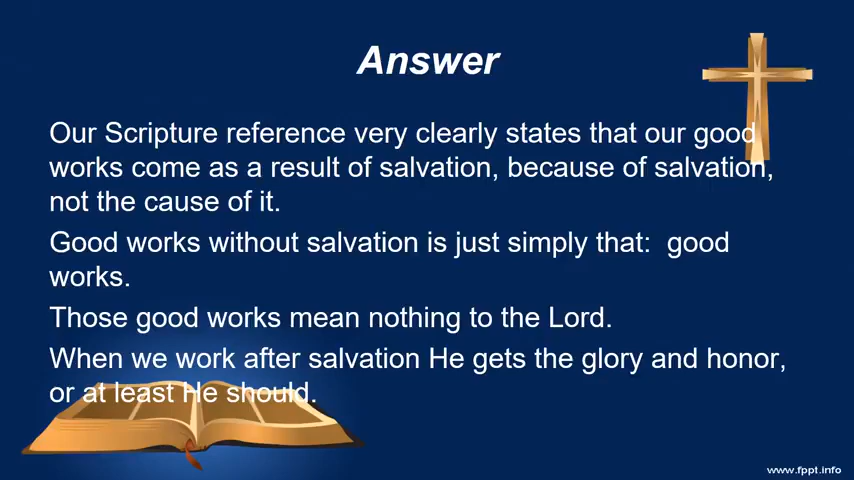 Answer
Our Scripture reference very clearly states that our good
works come as a result of salvation, because of salvation,
not the cause of it.
Good works without salvation is just simply that:  good
works.
Those good works mean nothing to the Lord.
When we work after salvation He gets the glory and honor,
or at least He should.
www.fppt.info